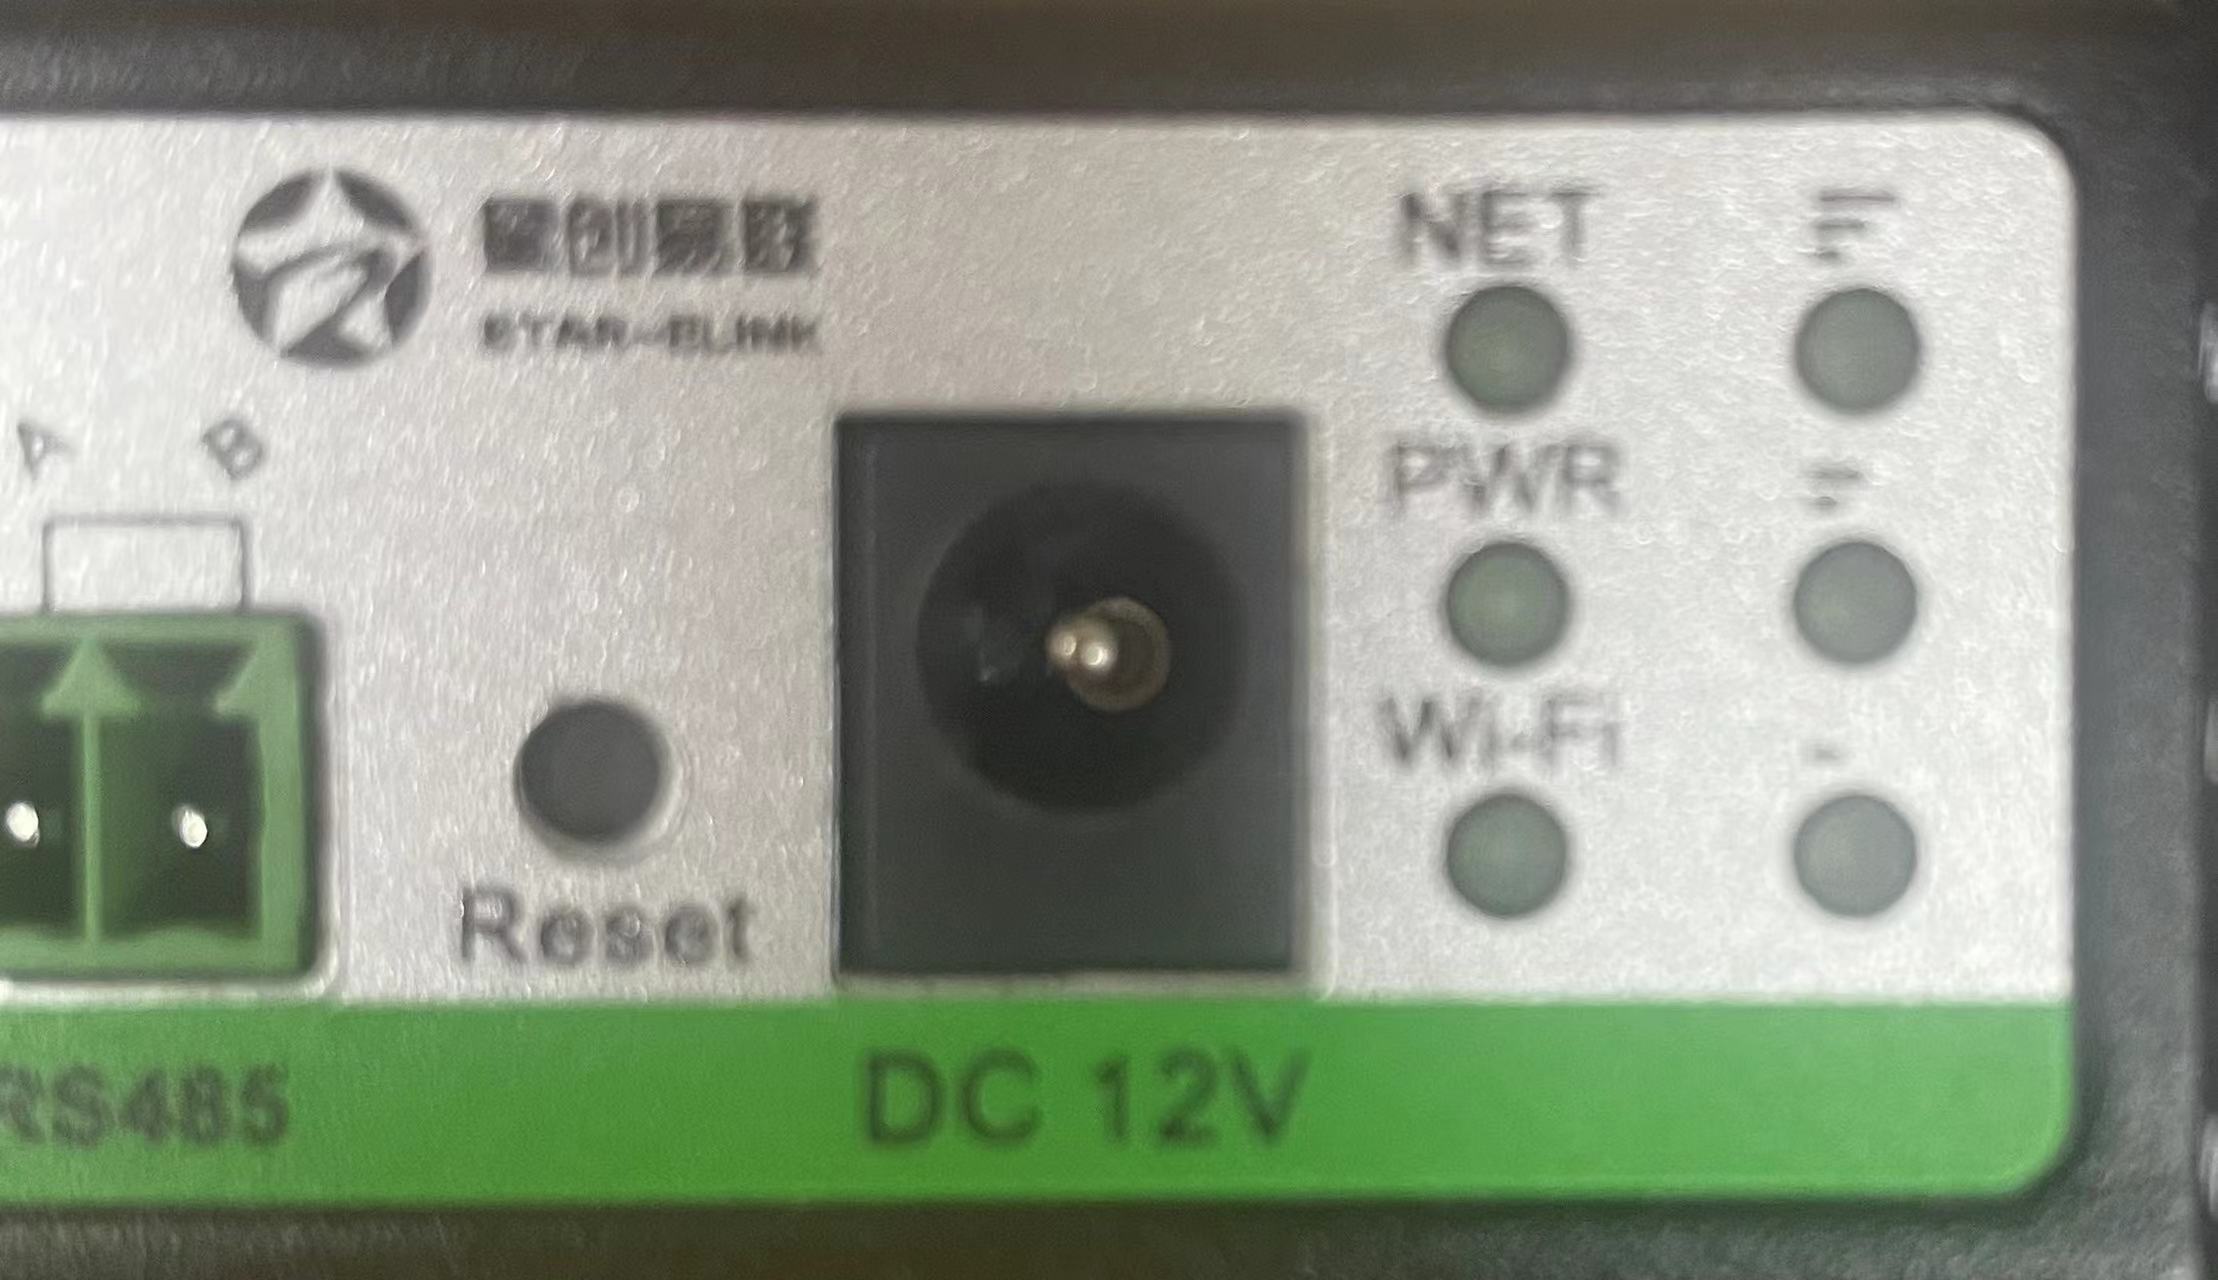 星创易联
STAR-ELINK
NET
A B
PWR
Wi-Fi
Reset
RS485
DC 12V